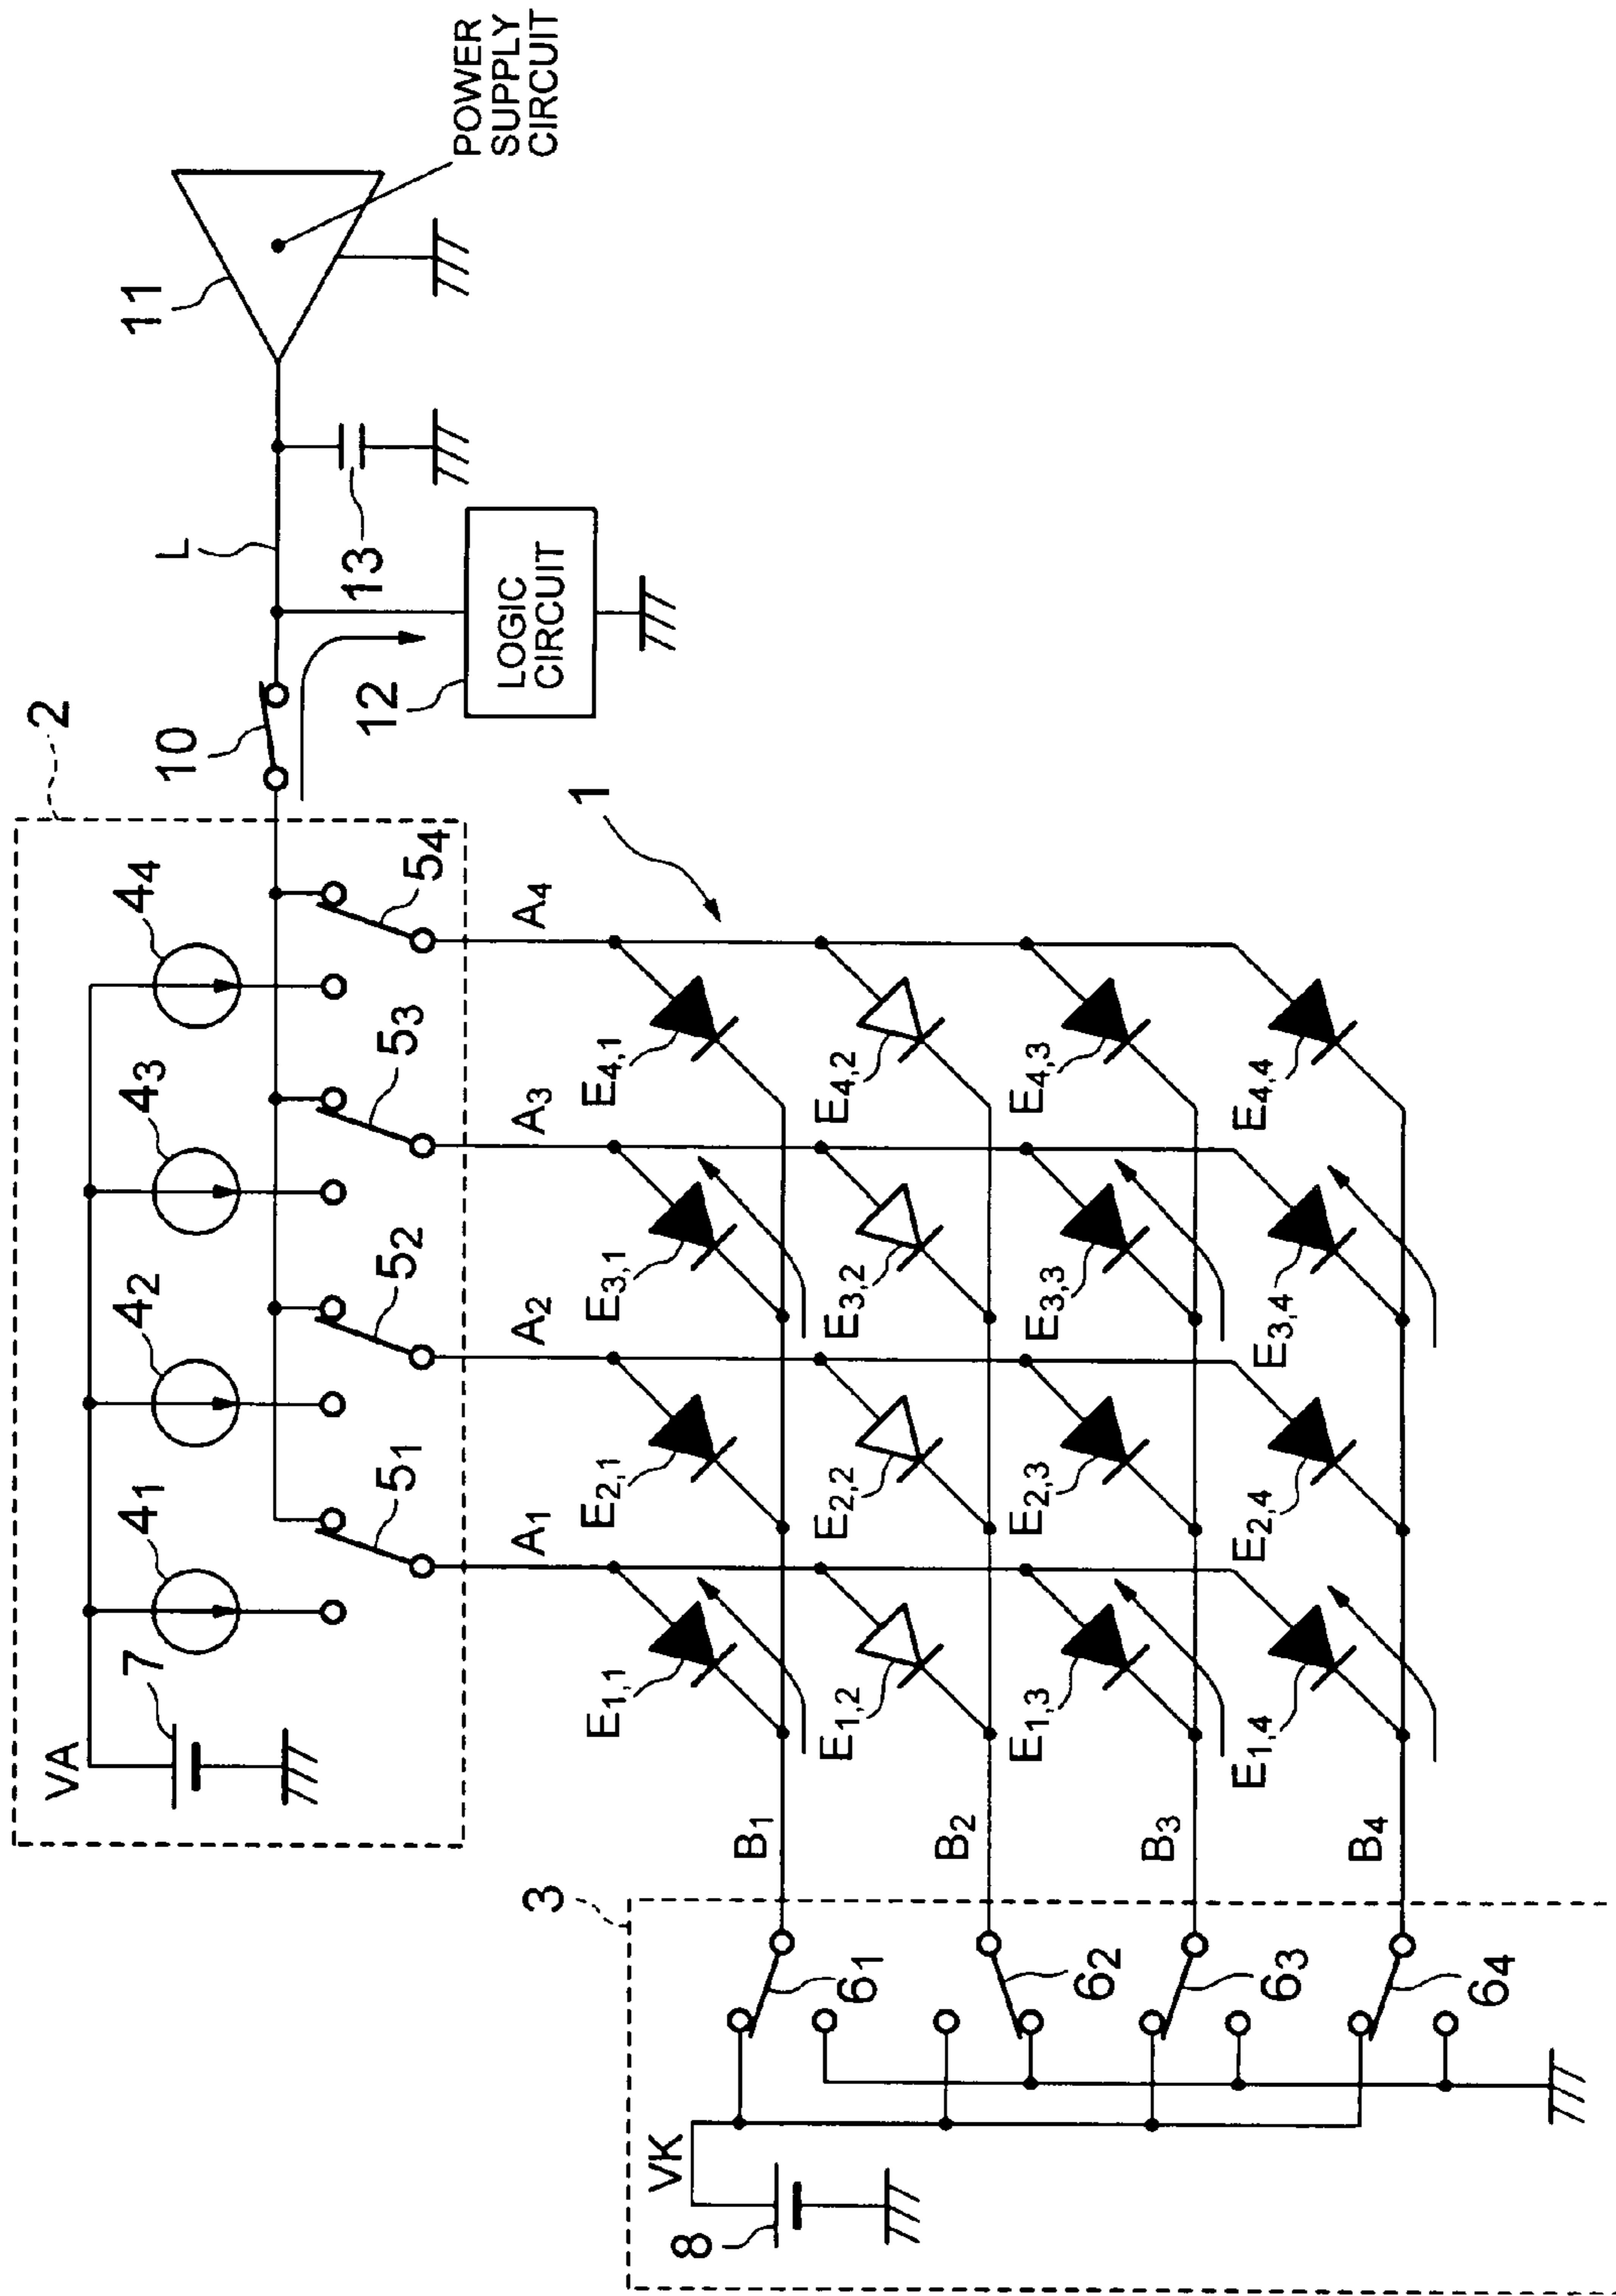 2
VA
7
4₁
4₂
4₃
4₄
5₁
5₂
5₃
5₄
10
L
11
POWER
SUPPLY
CIRCUIT
12
13
LOGIC
CIRCUIT
A₁
A₂
A₃
A₄
1
E₁,₁
E₂,₁
E₃,₁
E₄,₁
E₁,₂
E₂,₂
E₃,₂
E₄,₂
E₁,₃
E₂,₃
E₃,₃
E₄,₃
E₁,₄
E₂,₄
E₃,₄
E₄,₄
B₁
B₂
B₃
B₄
3
6₁
6₂
6₃
6₄
VK
8